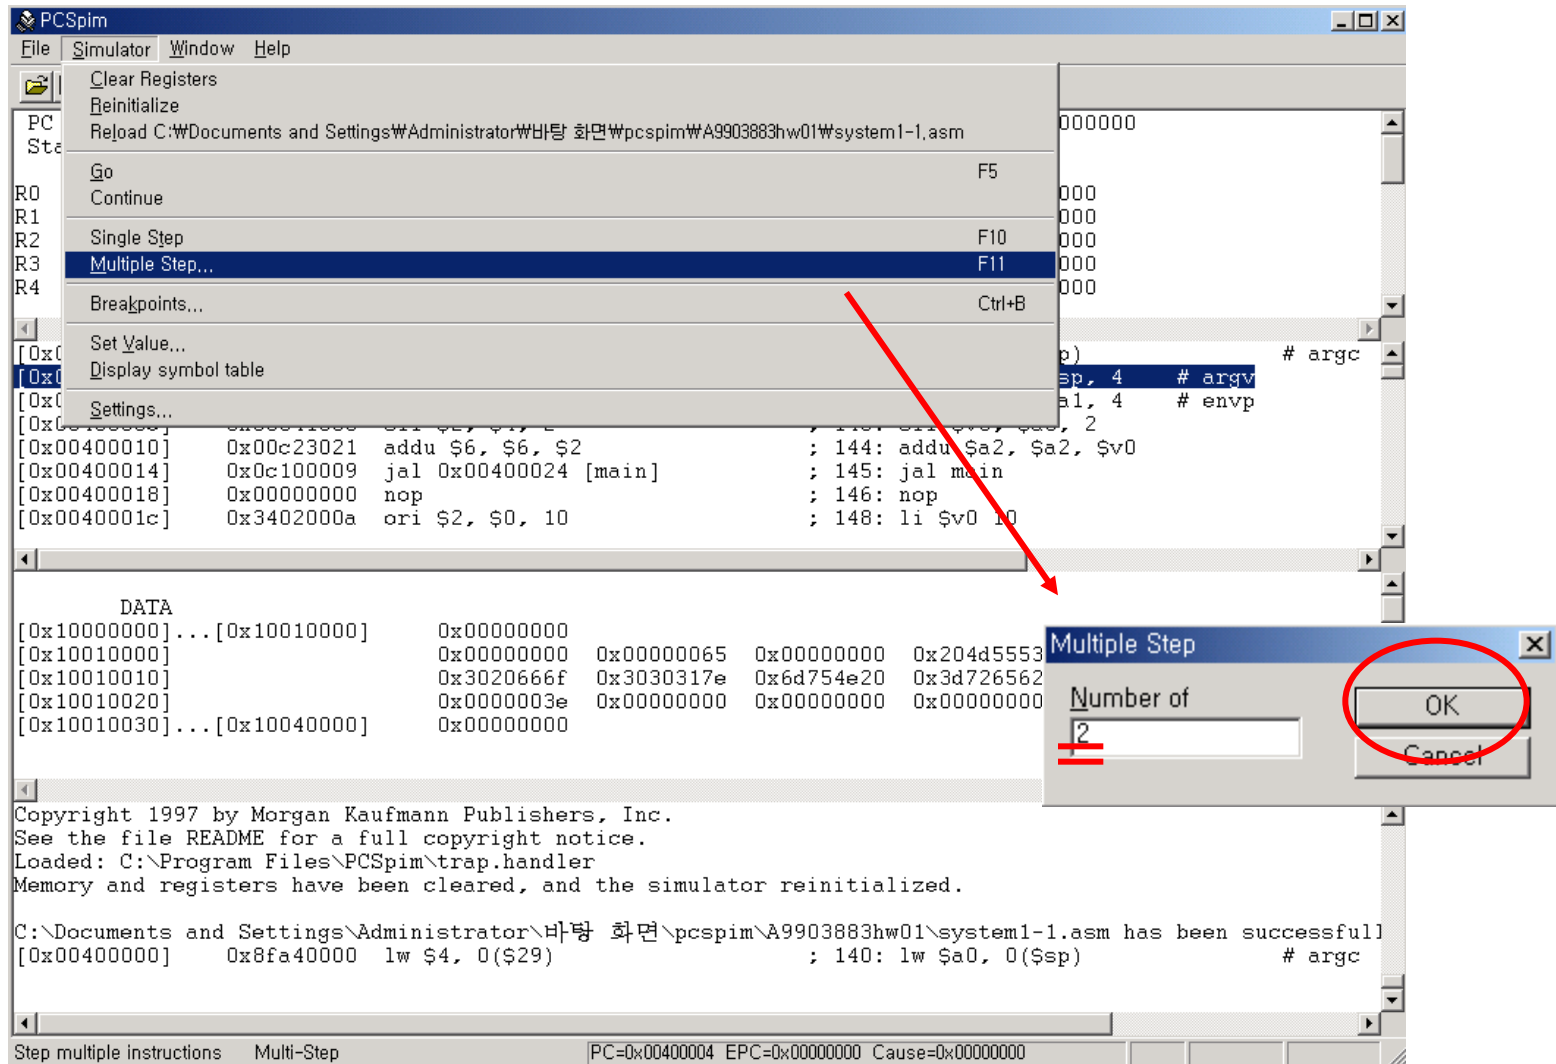 PCSpim
File Simulator Window Help
Clear Registers
Reinitialize
Reload C:₩Documents and Settings₩Administrator₩바탕 화면₩pcspim₩A9903883hw01₩system1-1.asm
Go F5
Continue
Single Step F10
Multiple Step... F11
Breakpoints... Ctrl+B
Set Value...
Display symbol table
Settings...
PC 000000
Sta
R0 000
R1 000
R2 000
R3 000
R4 000
[0x0 p) # argc
[0x0 sp, 4 # argv
[0x0 a1, 4 # envp
[0x00400010] 0x00c23021 addu $6, $6, $2 ; 144: addu $a2, $a2, $v0
[0x00400014] 0x0c100009 jal 0x00400024 [main] ; 145: jal main
[0x00400018] 0x00000000 nop ; 146: nop
[0x0040001c] 0x3402000a ori $2, $0, 10 ; 148: li $v0 10
DATA
[0x10000000]...[0x10010000] 0x00000000
[0x10010000] 0x00000000 0x00000065 0x00000000 0x204d5553
[0x10010010] 0x3020666f 0x3030317e 0x6d754e20 0x3d726562
[0x10010020] 0x0000003e 0x00000000 0x00000000 0x00000000
[0x10010030]...[0x10040000] 0x00000000
Multiple Step
Number of
2
OK
Cancel
Copyright 1997 by Morgan Kaufmann Publishers, Inc.
See the file README for a full copyright notice.
Loaded: C:\Program Files\PCSpim\trap.handler
Memory and registers have been cleared, and the simulator reinitialized.
C:\Documents and Settings\Administrator\바탕 화면\pcspim\A9903883hw01\system1-1.asm has been successfull
[0x00400000] 0x8fa40000 lw $4, 0($29) ; 140: lw $a0, 0($sp) # argc
Step multiple instructions Multi-Step PC=0x00400004 EPC=0x00000000 Cause=0x00000000